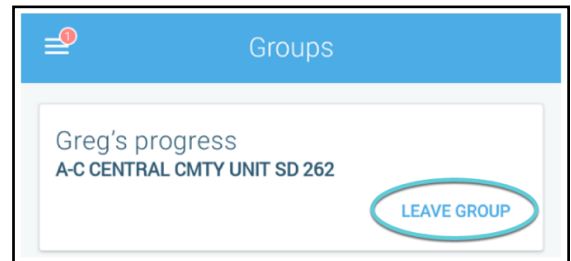 1
Groups
Greg's progress
A-C CENTRAL CMTY UNIT SD 262
LEAVE GROUP